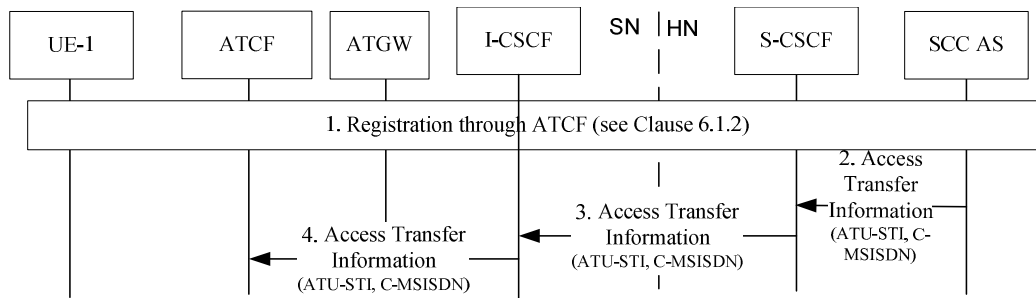 UE-1
ATCF
ATGW
I-CSCF
SN
HN
S-CSCF
SCC AS
1. Registration through ATCF (see Clause 6.1.2)
2. Access
Transfer
Information
(ATU-STI, C-
MSISDN)
3. Access Transfer
Information
(ATU-STI, C-MSISDN)
4. Access Transfer
Information
(ATU-STI, C-MSISDN)